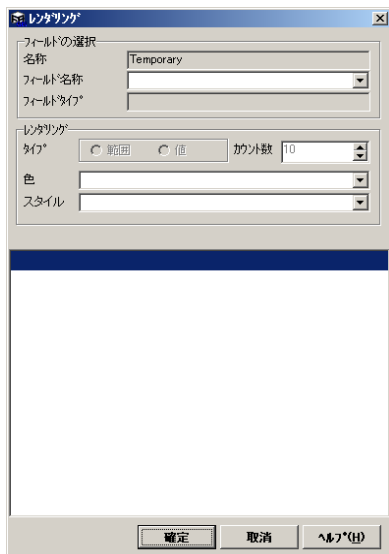 ﾚﾝﾀﾞﾘﾝｸﾞ
フィールドの選択
名称 Temporary
ﾌｨｰﾙﾄﾞ名称
ﾌｨｰﾙﾄﾞﾀｲﾌﾟ
ﾚﾝﾀﾞﾘﾝｸﾞ
ﾀｲﾌﾟ 範囲 値 ｶｳﾝﾄ数 10
色
スタイル
確定 取消 ﾍﾙﾌﾟ(H)